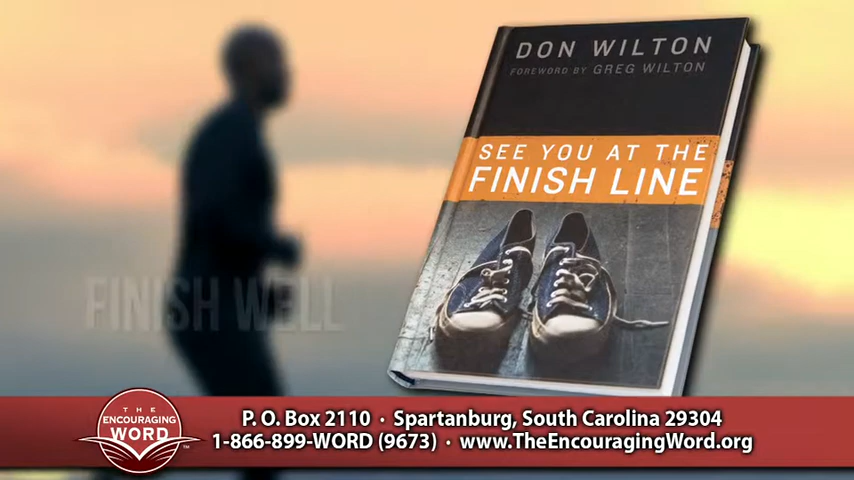 DON WILTON
FOREWORD BY GREG WILTON
SEE YOU AT THE
FINISH LINE
FINISH WELL
THE
ENCOURAGING
WORD™
P. O. Box 2110 · Spartanburg, South Carolina 29304
1-866-899-WORD (9673) · www.TheEncouragingWord.org